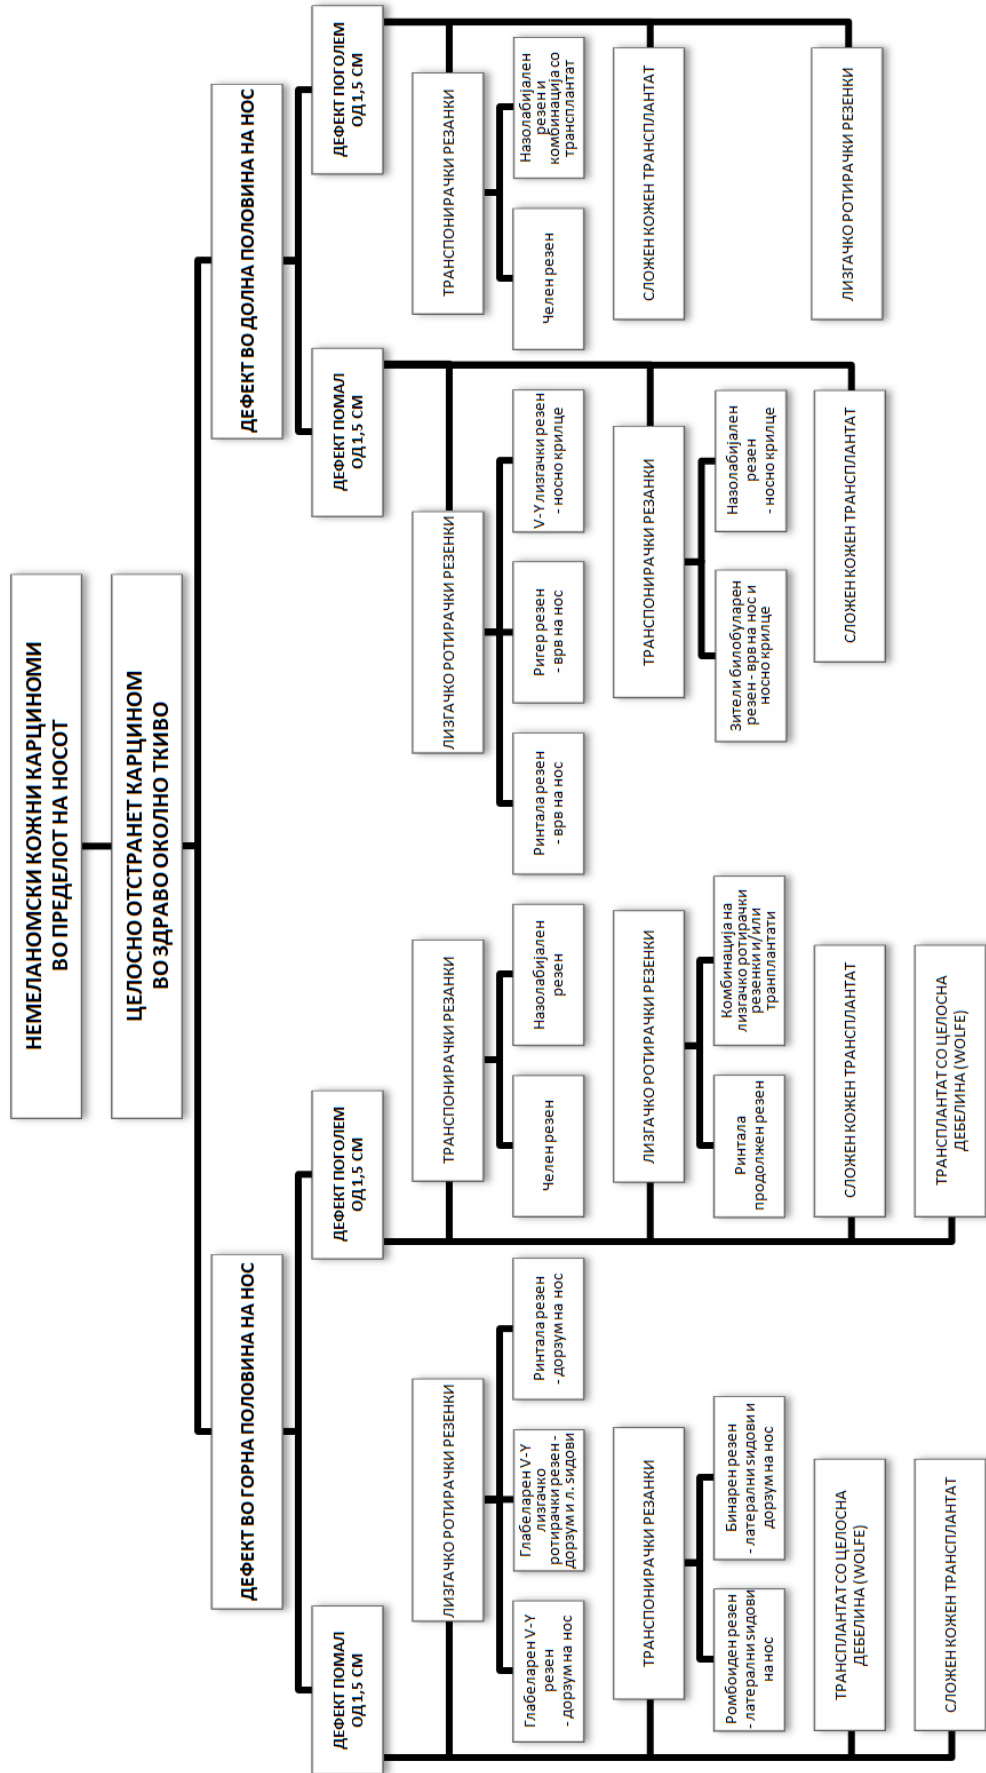 НЕМЕЛАНОМСКИ КОЖНИ КАРЦИНОМИ
ВО ПРЕДЕЛОТ НА НОСОТ
ЦЕЛОСНО ОТСТРАНЕТ КАРЦИНОМ
ВО ЗДРАВО ОКОЛНО ТКИВО
ДЕФЕКТ ВО ГОРНА ПОЛОВИНА НА НОС
ДЕФЕКТ ПОМАЛ
ОД 1,5 СМ
ЛИЗГАЧКО РОТИРАЧКИ РЕЗЕНКИ
Глабеларен V-Y
резен
- дорзум на нос
Глабеларен V-Y
лизгачко
ротирачки резен -
дорзум и л. ѕидови
Ринтала резен
- дорзум на нос
ТРАНСПОНИРАЧКИ РЕЗАНКИ
Ромбоиден резен
- латерални ѕидови
на нос
Бинарен резен
- латерални ѕидови и
дорзум на нос
ТРАНСПЛАНТАТ СО ЦЕЛОСНА
ДЕБЕЛИНА (WOLFE)
СЛОЖЕН КОЖЕН ТРАНСПЛАНТАТ
ДЕФЕКТ ПОГОЛЕМ
ОД 1,5 СМ
ТРАНСПОНИРАЧКИ РЕЗАНКИ
Челен резен
Назолабијален
резен
ЛИЗГАЧКО РОТИРАЧКИ РЕЗЕНКИ
Ринтала
продолжен резен
Комбинација на
лизгачко ротирачки
резенки и/или
транплантати
СЛОЖЕН КОЖЕН ТРАНСПЛАНТАТ
ТРАНСПЛАНТАТ СО ЦЕЛОСНА
ДЕБЕЛИНА (WOLFE)
ДЕФЕКТ ВО ДОЛНА ПОЛОВИНА НА НОС
ДЕФЕКТ ПОМАЛ
ОД 1,5 СМ
ЛИЗГАЧКО РОТИРАЧКИ РЕЗЕНКИ
Ринтала резен
- врв на нос
Ригер резен
- врв на нос
V-Y лизгачки резен
- носно крилце
ТРАНСПОНИРАЧКИ РЕЗАНКИ
Зители билобуларен
резен - врв на нос и
носно крилце
Назолабијален
резен
- носно крилце
СЛОЖЕН КОЖЕН ТРАНСПЛАНТАТ
ДЕФЕКТ ПОГОЛЕМ
ОД 1,5 СМ
ТРАНСПОНИРАЧКИ РЕЗАНКИ
Челен резен
Назолабијален
резен и
комбинација со
трансплантат
СЛОЖЕН КОЖЕН ТРАНСПЛАНТАТ
ЛИЗГАЧКО РОТИРАЧКИ РЕЗЕНКИ